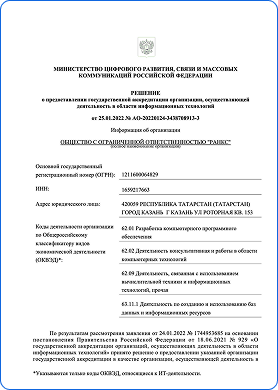 МИНИСТЕРСТВО ЦИФРОВОГО РАЗВИТИЯ, СВЯЗИ И МАССОВЫХ
КОММУНИКАЦИЙ РОССИЙСКОЙ ФЕДЕРАЦИИ
РЕШЕНИЕ
о предоставлении государственной аккредитации организации, осуществляющей
деятельность в области информационных технологий
от 25.01.2022 № АО-20220124-3438708913-3
Информация об организации
ОБЩЕСТВО С ОГРАНИЧЕННОЙ ОТВЕТСТВЕННОСТЬЮ "РАНКС"
(полное наименование организации)
Основной государственный
регистрационный номер (ОГРН): 1211600064829
ИНН: 1659217663
Адрес юридического лица: 420059 РЕСПУБЛИКА ТАТАРСТАН (ТАТАРСТАН)
ГОРОД КАЗАНЬ Г КАЗАНЬ УЛ РОТОРНАЯ КВ. 153
Коды деятельности организации 62.01 Разработка компьютерного программного
по Общероссийскому обеспечения
классификатору видов
экономической деятельности 62.02 Деятельность консультативная и работы в области
(ОКВЭД)*: компьютерных технологий
62.09 Деятельность, связанная с использованием
вычислительной техники и информационных
технологий, прочая
63.11.1 Деятельность по созданию и использованию баз
данных и информационных ресурсов
По результатам рассмотрения заявления от 24.01.2022 № 1744953685 на основании
постановления Правительства Российской Федерации от 18.06.2021 № 929 «О
государственной аккредитации организаций, осуществляющих деятельность в области
информационных технологий» принято решение о предоставлении указанной организации
государственной аккредитации в качестве организации, осуществляющей деятельность в
*Указываются только коды ОКВЭД, относящиеся к ИТ-деятельности.